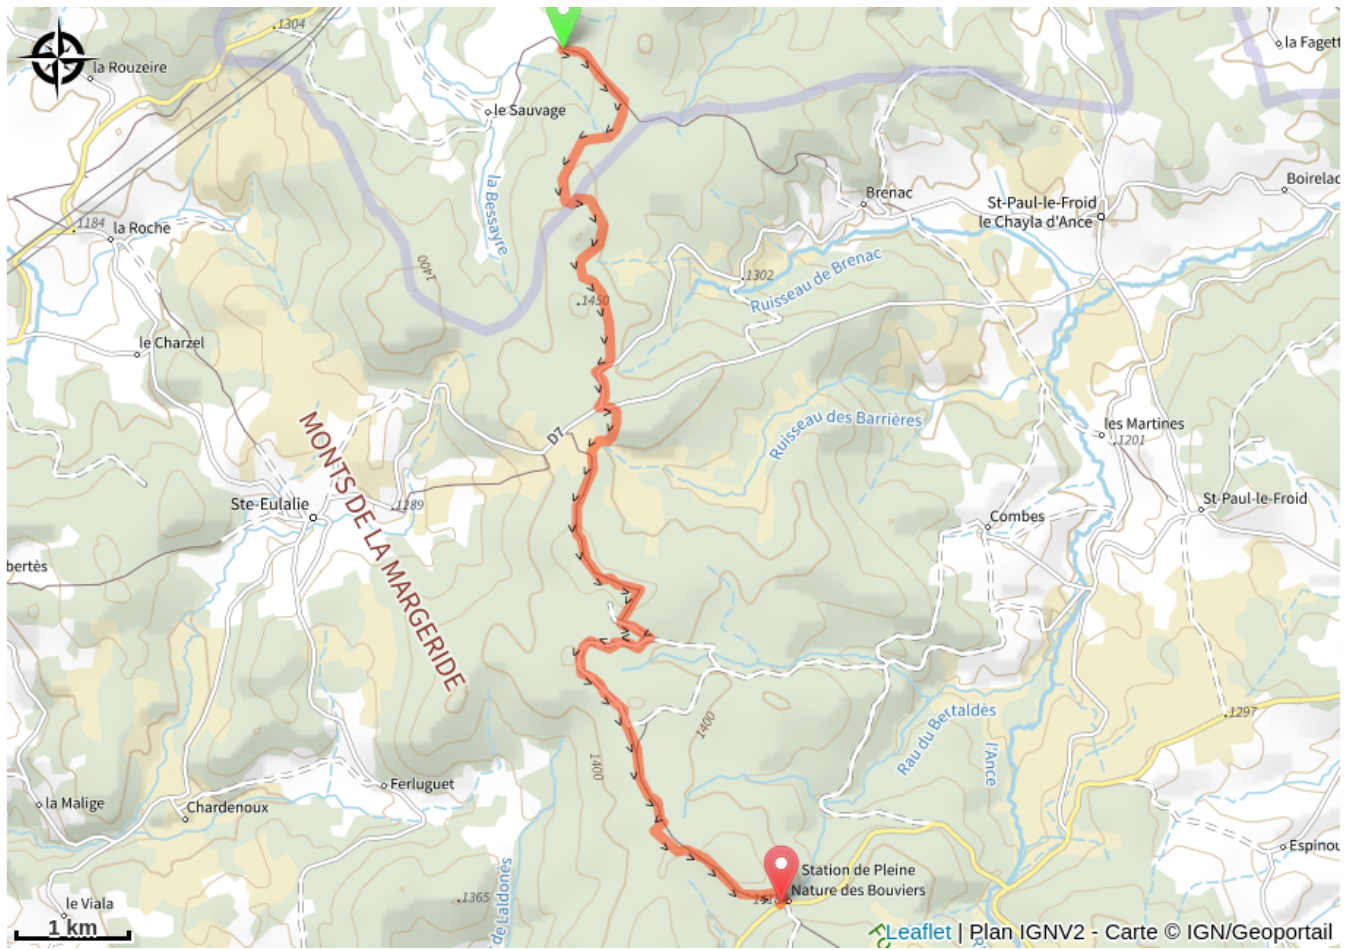 1304
la Rouzeire
la Fagett
le Sauvage
la Bessayre
Brenac
Boirelac
St-Paul-le-Froid
le Chayla d'Ance
1184
la Roche
1400
1302
Ruisseau de Brenac
1450
le Charzel
MONTS DE LA MARGERIDE
D7
Ruisseau des Barrières
les Martines
1201
Ste-Eulalie
1289
St-Paul-le-Froid
Combes
bertès
1400
1400
Rau du Bertaldès
l'Ance
1297
Ferluguet
la Malige
Chardenoux
Espinou
Station de Pleine
Nature des Bouviers
1365
de Laldonès
le Viala
1 km
Leaflet | Plan IGNV2 - Carte © IGN/Geoportail